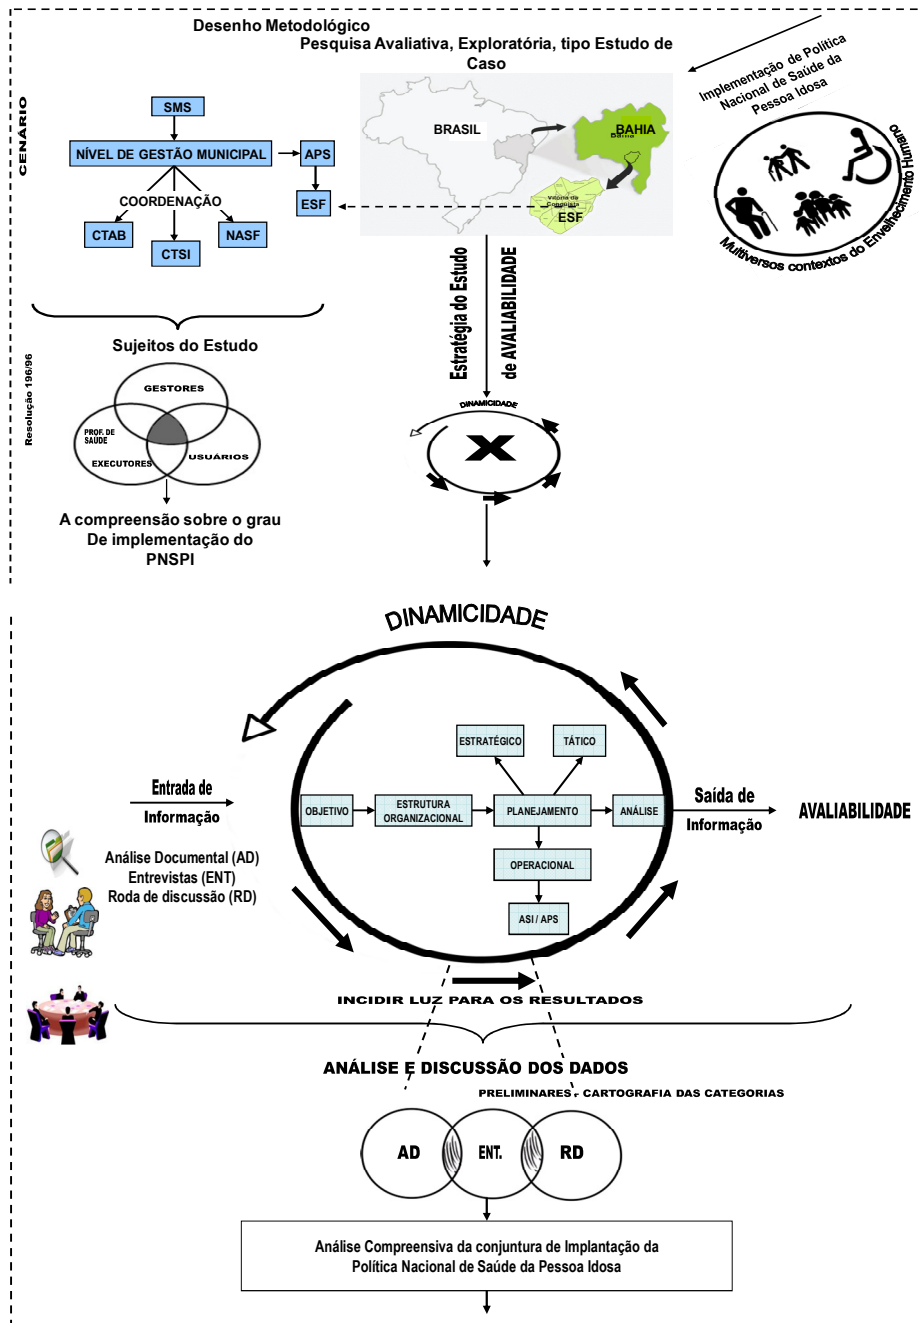 Desenho Metodológico
Pesquisa Avaliativa, Exploratória, tipo Estudo de
Caso
Implementação de Política
Nacional de Saúde da
Pessoa Idosa
CENÁRIO
SMS
NÍVEL DE GESTÃO MUNICIPAL
APS
COORDENAÇÃO
ESF
CTAB
NASF
CTSI
BRASIL
BAHIA
Bahia
Vitória da
Conquista
ESF
Multiversos contextos do Envelhecimento Humano
Resolução 196/96
Sujeitos do Estudo
GESTORES
PROF. DE
SAÚDE
EXECUTORES
USUÁRIOS
A compreensão sobre o grau
De implementação do
PNSPI
Estratégia do Estudo
de AVALIABILIDADE
DINAMICIDADE
X
DINAMICIDADE
ESTRATÉGICO
TÁTICO
OBJETIVO
ESTRUTURA
ORGANIZACIONAL
PLANEJAMENTO
ANÁLISE
OPERACIONAL
ASI / APS
Entrada de
Informação
Análise Documental (AD)
Entrevistas (ENT)
Roda de discussão (RD)
Saída de
Informação
AVALIABILIDADE
INCIDIR LUZ PARA OS RESULTADOS
ANÁLISE E DISCUSSÃO DOS DADOS
PRELIMINARES - CARTOGRAFIA DAS CATEGORIAS
AD
ENT.
RD
Análise Compreensiva da conjuntura de Implantação da
Política Nacional de Saúde da Pessoa Idosa